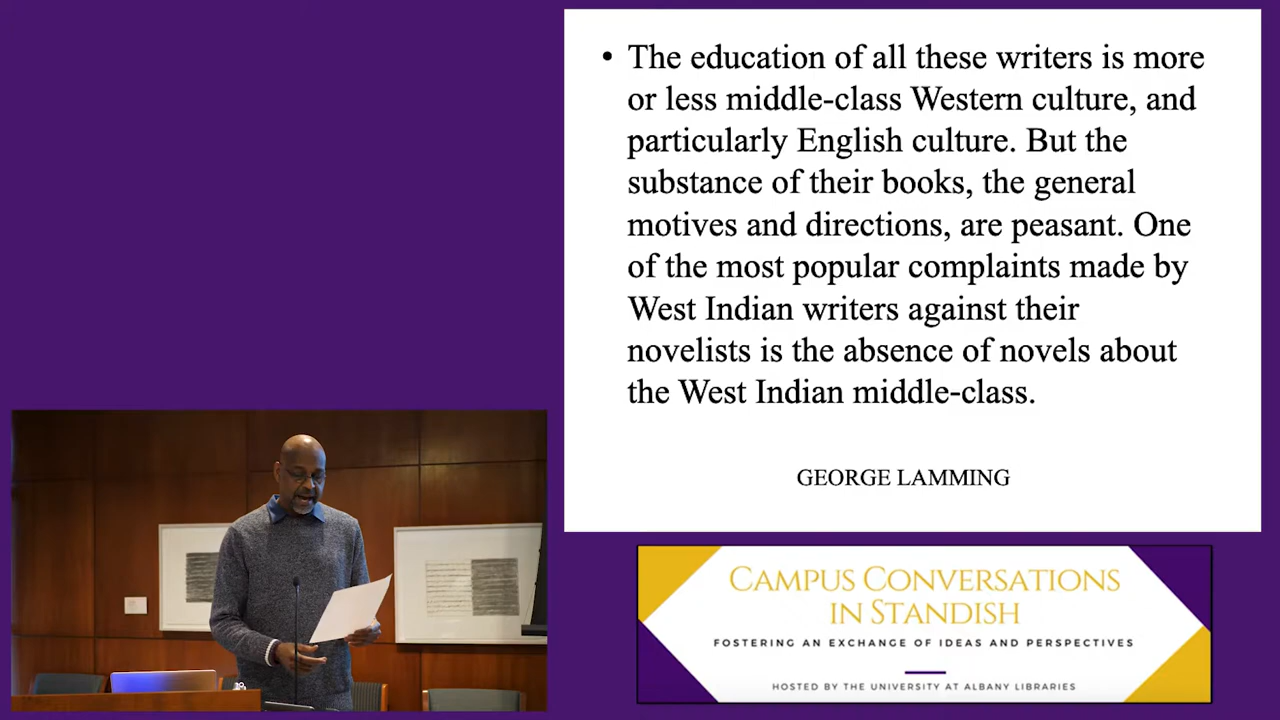 • The education of all these writers is more
or less middle-class Western culture, and
particularly English culture. But the
substance of their books, the general
motives and directions, are peasant. One
of the most popular complaints made by
West Indian writers against their
novelists is the absence of novels about
the West Indian middle-class.
GEORGE LAMMING
CAMPUS CONVERSATIONS
IN STANDISH
FOSTERING AN EXCHANGE OF IDEAS AND PERSPECTIVES
HOSTED BY THE UNIVERSITY AT ALBANY LIBRARIES